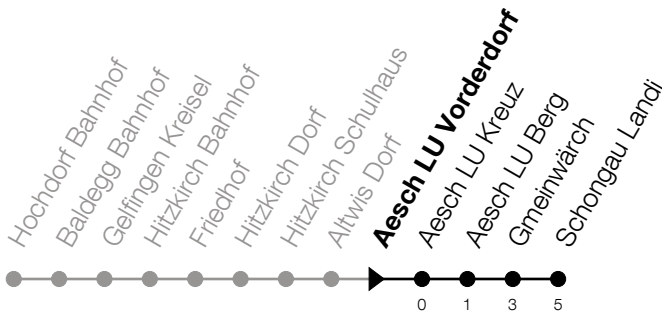 Hochdorf Bahnhof
Baldegg Bahnhof
Gelfingen Kreisel
Hitzkirch Bahnhof
Friedhof
Hitzkirch Dorf
Hitzkirch Schulhaus
Altwis Dorf
Aesch LU Vorderdorf
Aesch LU Kreuz
Aesch LU Berg
Gmeinwärch
Schongau Landi
0 1 3 5